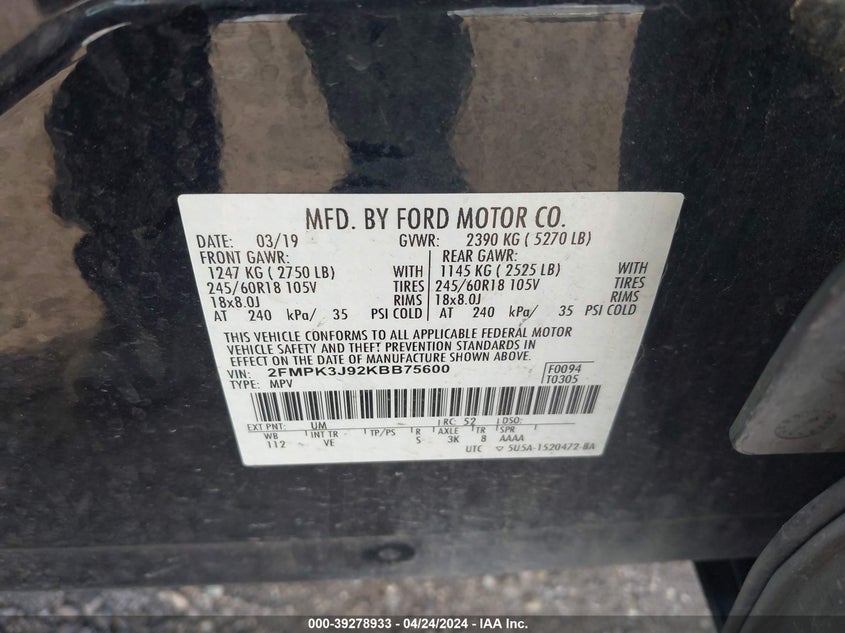 MFD. BY FORD MOTOR CO.
DATE: 03/19 GVWR: 2390 KG ( 5270 LB)
FRONT GAWR: REAR GAWR:
1247 KG ( 2750 LB) WITH 1145 KG ( 2525 LB) WITH
245/60R18 105V TIRES 245/60R18 105V TIRES
18x8.0J RIMS 18x8.0J RIMS
AT 240 kPa/ 35 PSI COLD AT 240 kPa/ 35 PSI COLD
THIS VEHICLE CONFORMS TO ALL APPLICABLE FEDERAL MOTOR
VEHICLE SAFETY AND THEFT PREVENTION STANDARDS IN
EFFECT ON THE DATE OF MANUFACTURE SHOWN ABOVE.
VIN: 2FMPK3J92KBB75600 F0094
TYPE: MPV T0305
EXT PNT: UM RC: 52 DSO:
WB INT TR TP/PS R AXLE TR SPR
112 VE S 3K 8 AAAA
UTC ▽ 5U5A-1520472-BA
000-39278933 - 04/24/2024 - IAA Inc.